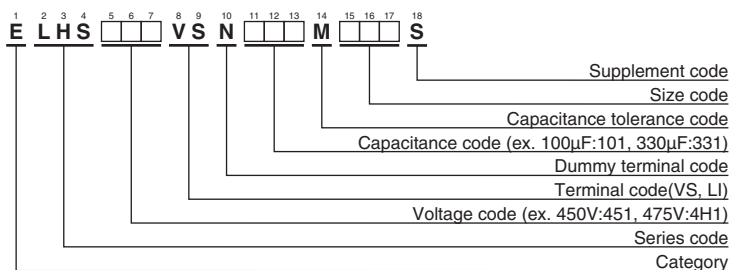 1 2 3 4 5 6 7 8 9 10 11 12 13 14 15 16 17 18
E L H S V S N M S
Supplement code
Size code
Capacitance tolerance code
Capacitance code (ex. 100μF:101, 330μF:331)
Dummy terminal code
Terminal code(VS, LI)
Voltage code (ex. 450V:451, 475V:4H1)
Series code
Category